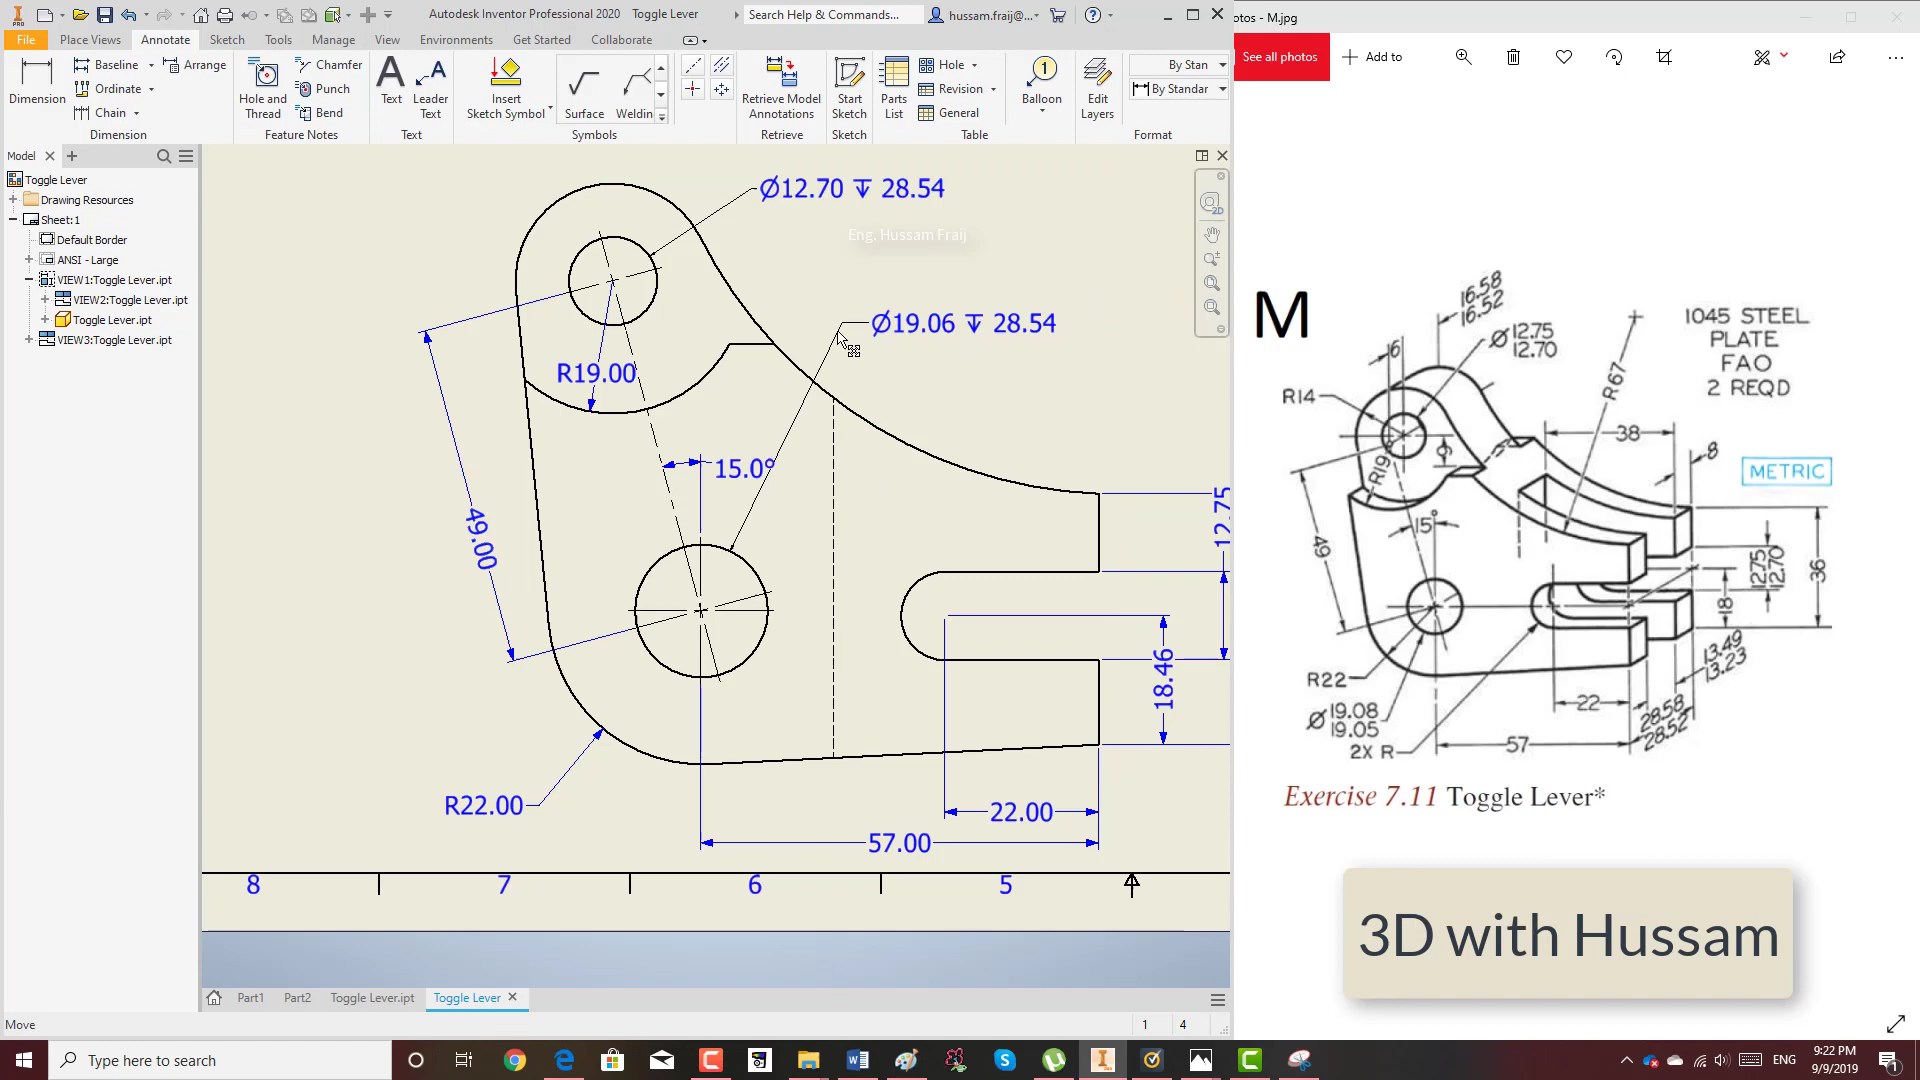 Autodesk Inventor Professional 2020 Toggle Lever
Search Help & Commands...
hussam.fraij@...
otos - M.jpg
File
Place Views
Annotate
Sketch
Tools
Manage
View
Environments
Get Started
Collaborate
See all photos
Add to
Dimension
Baseline
Ordinate
Chain
Arrange
Dimension
Hole and
Thread
Chamfer
Punch
Bend
Feature Notes
Text
Leader
Text
Text
Insert
Sketch Symbol
Surface
Weldin
Symbols
Retrieve Model
Annotations
Retrieve
Start
Sketch
Sketch
Parts
List
Hole
Revision
General
Table
Balloon
Edit
Layers
By Stan
By Standar
Format
Model
Toggle Lever
Drawing Resources
Sheet:1
Default Border
ANSI - Large
VIEW1:Toggle Lever.ipt
VIEW2:Toggle Lever.ipt
Toggle Lever.ipt
VIEW3:Toggle Lever.ipt
Ø12.70 ↧ 28.54
Eng. Hussam Fraij
Ø19.06 ↧ 28.54
R19.00
15.0°
49.00
12.75
18.46
R22.00
22.00
57.00
8
7
6
5
M
16.58
16.52
Ø12.75
12.70
1045 STEEL
PLATE
FAO
2 REQD
6
R67
R14
38
8
METRIC
R19
6
15°
49
12.75
12.70
36
18
13.49
13.23
R22
22
28.58
28.52
Ø19.08
19.05
2X R
57
Exercise 7.11 Toggle Lever*
3D with Hussam
Part1
Part2
Toggle Lever.ipt
Toggle Lever
Move
1
4
Type here to search
ENG
9:22 PM
9/9/2019